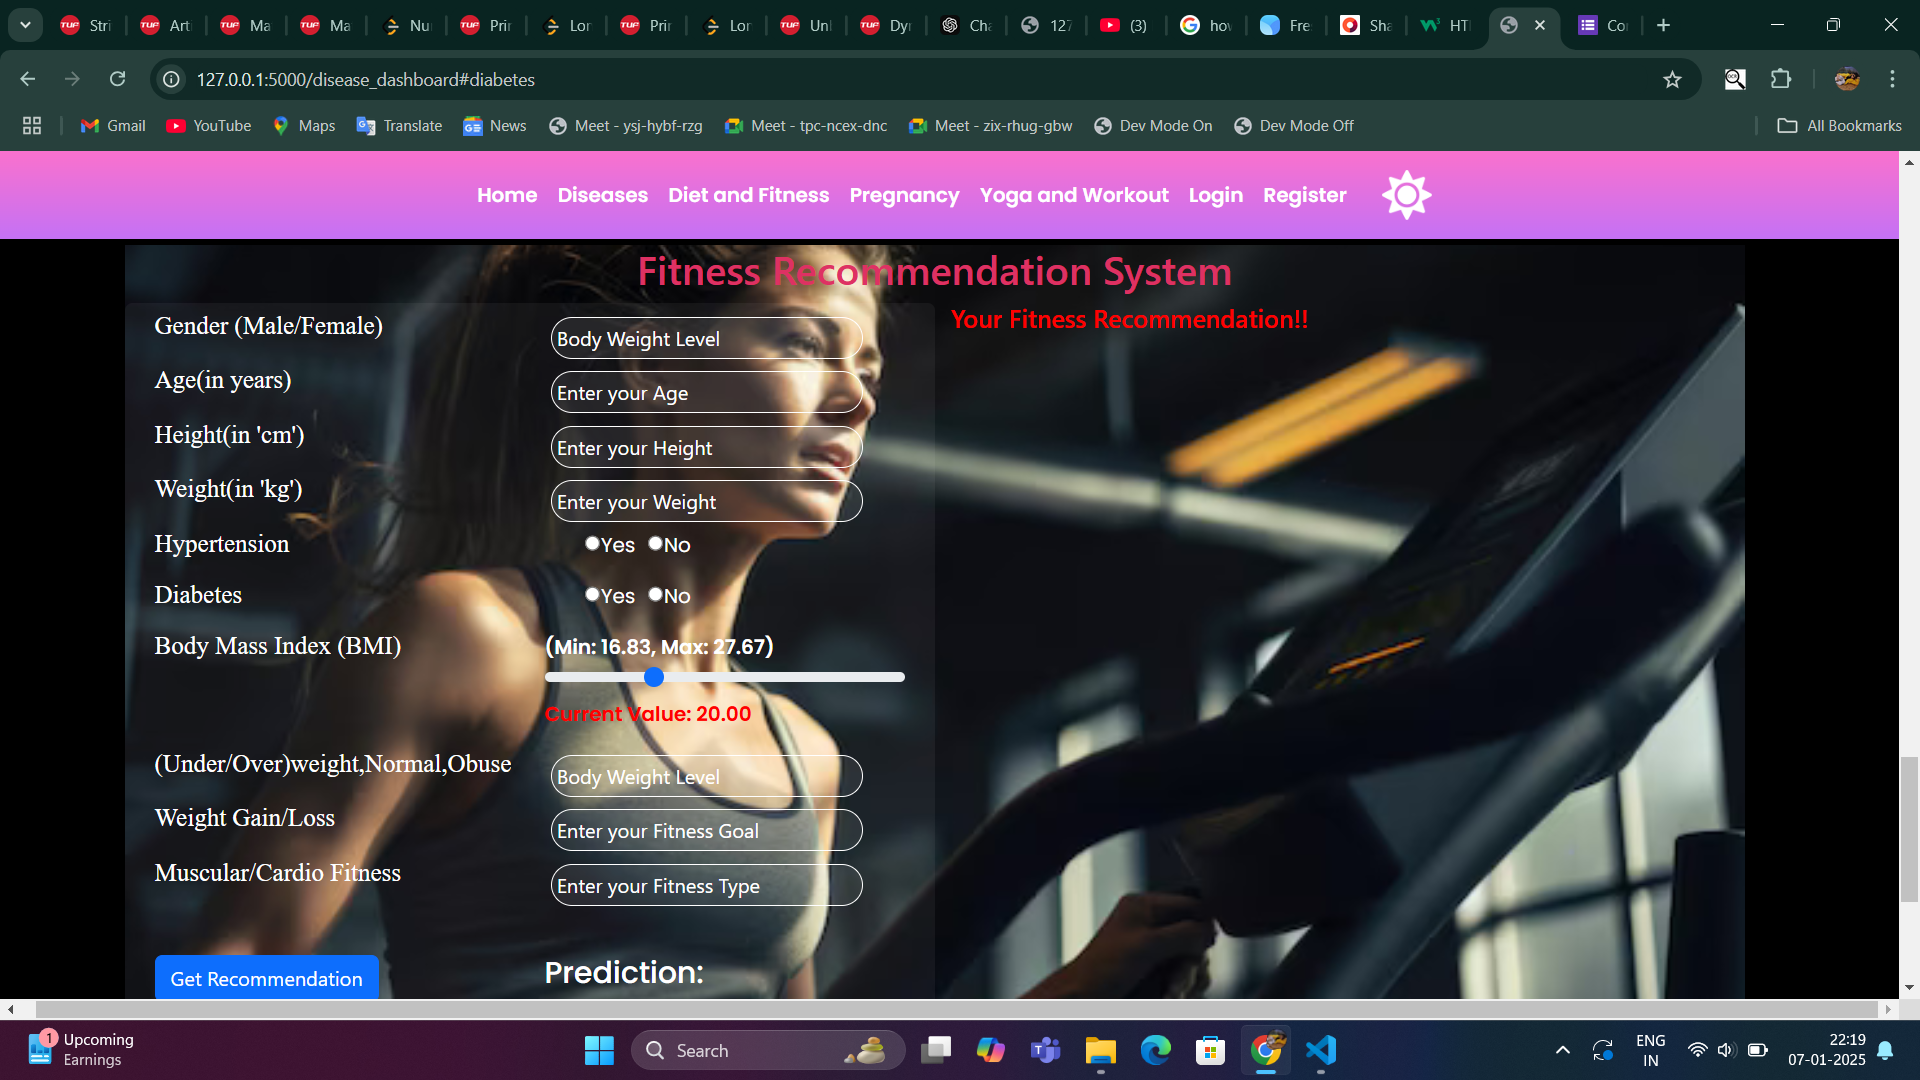 Stri
Arti
Ma
Ma
Nu
Prir
Lor
Prir
Lor
Unl
Dyr
Cha
127
(3)
hov
Fre
Sha
HTI
Cor
127.0.0.1:5000/disease_dashboard#diabetes
Gmail
YouTube
Maps
Translate
News
Meet - ysj-hybf-rzg
Meet - tpc-ncex-dnc
Meet - zix-rhug-gbw
Dev Mode On
Dev Mode Off
All Bookmarks
Home Diseases Diet and Fitness Pregnancy Yoga and Workout Login Register
Fitness Recommendation System
Your Fitness Recommendation!!
Gender (Male/Female)
Body Weight Level
Age(in years)
Enter your Age
Height(in 'cm')
Enter your Height
Weight(in 'kg')
Enter your Weight
Hypertension
Yes No
Diabetes
Yes No
Body Mass Index (BMI)
(Min: 16.83, Max: 27.67)
Current Value: 20.00
(Under/Over)weight,Normal,Obuse
Body Weight Level
Weight Gain/Loss
Enter your Fitness Goal
Muscular/Cardio Fitness
Enter your Fitness Type
Get Recommendation
Prediction:
1
Upcoming
Earnings
Search
ENG
IN
22:19
07-01-2025